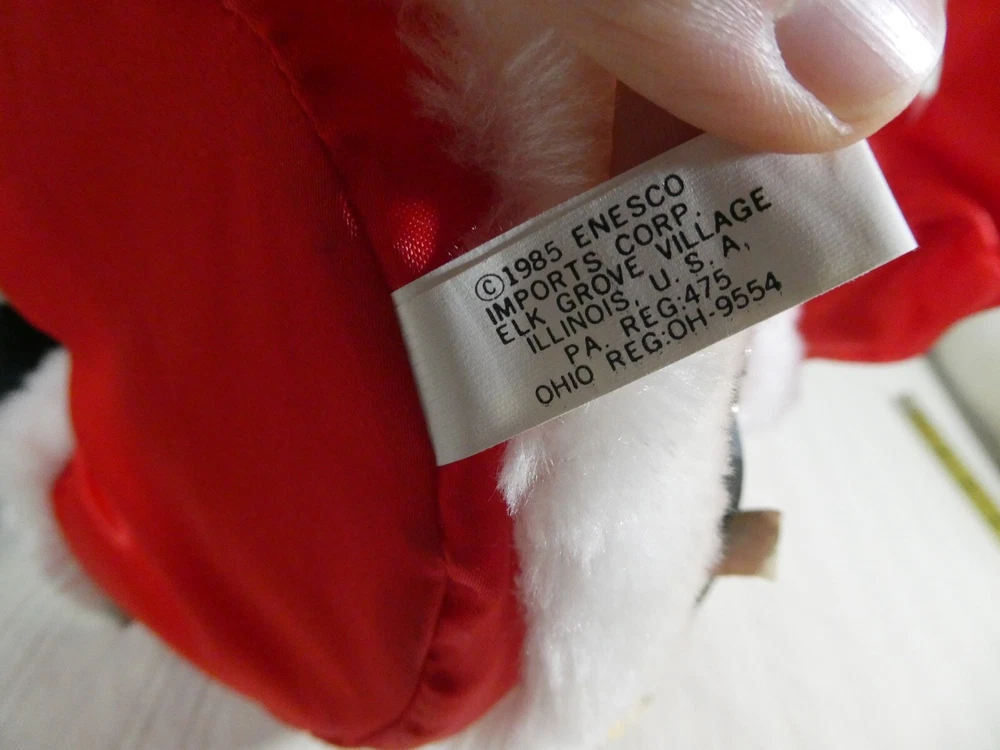 ©1985 ENESCO
IMPORTS CORP.
ELK GROVE VILLAGE
ILLINOIS, U. S. A,
PA. REG:475
OHIO REG:OH-9554